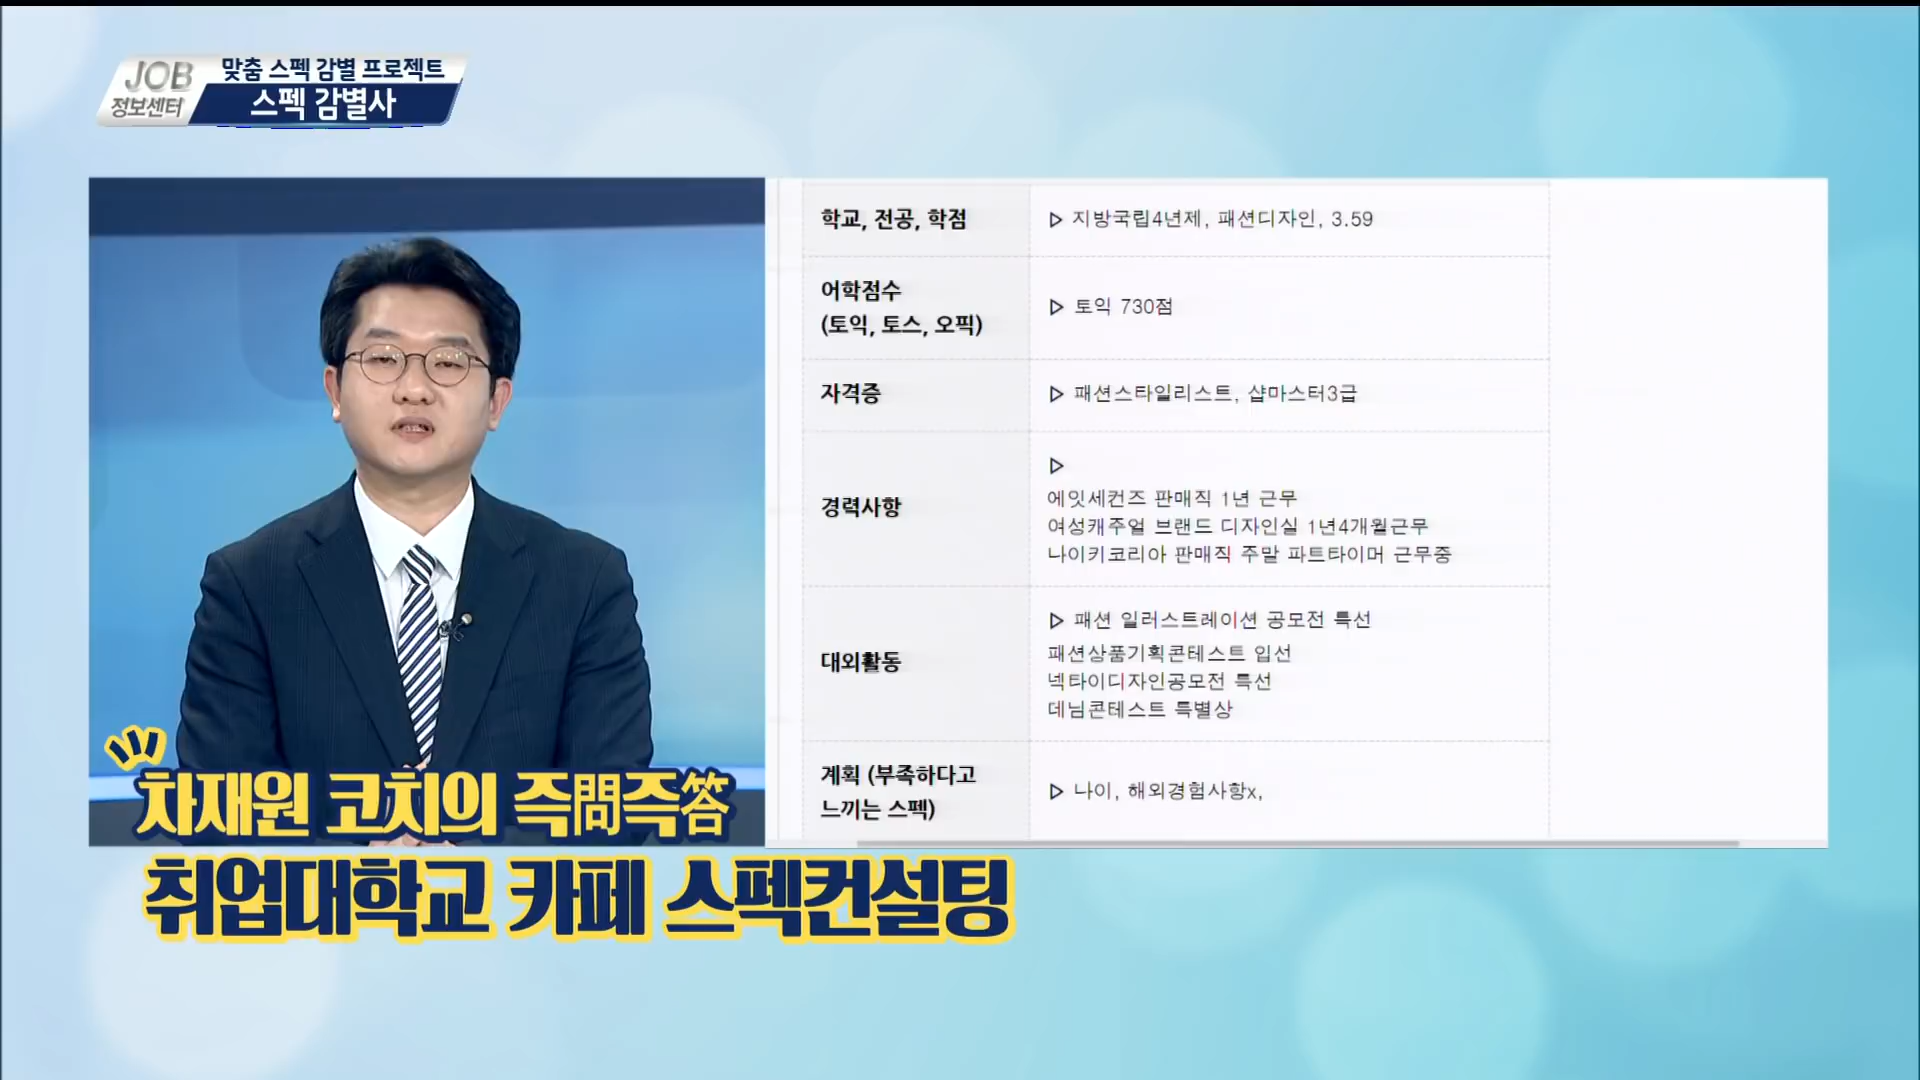 JOB
정보센터
맞춤 스펙 감별 프로젝트
스펙 감별사
학교, 전공, 학점
▷ 지방국립4년제, 패션디자인, 3.59
어학점수
(토익, 토스, 오픽)
▷ 토익 730점
자격증
▷ 패션스타일리스트, 샵마스터3급
경력사항
▷
에잇세컨즈 판매직 1년 근무
여성캐주얼 브랜드 디자인실 1년4개월근무
나이키코리아 판매직 주말 파트타이머 근무중
대외활동
▷ 패션 일러스트레이션 공모전 특선
패션상품기획콘테스트 입선
넥타이디자인공모전 특선
데님콘테스트 특별상
계획 (부족하다고
느끼는 스펙)
▷ 나이, 해외경험사항x,
차재원 코치의 즉問즉答
취업대학교 카페 스펙컨설팅